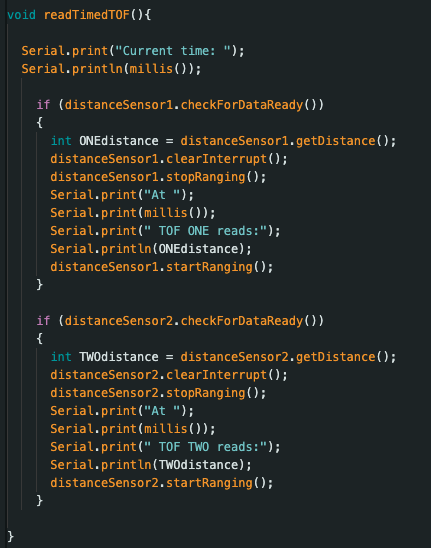 void readTimedTOF(){
Serial.print("Current time: ");
Serial.println(millis());
if (distanceSensor1.checkForDataReady())
{
int ONEdistance = distanceSensor1.getDistance();
distanceSensor1.clearInterrupt();
distanceSensor1.stopRanging();
Serial.print("At ");
Serial.print(millis());
Serial.print(" TOF ONE reads:");
Serial.println(ONEdistance);
distanceSensor1.startRanging();
}
if (distanceSensor2.checkForDataReady())
{
int TWOdistance = distanceSensor2.getDistance();
distanceSensor2.clearInterrupt();
distanceSensor2.stopRanging();
Serial.print("At ");
Serial.print(millis());
Serial.print(" TOF TWO reads:");
Serial.println(TWOdistance);
distanceSensor2.startRanging();
}
}